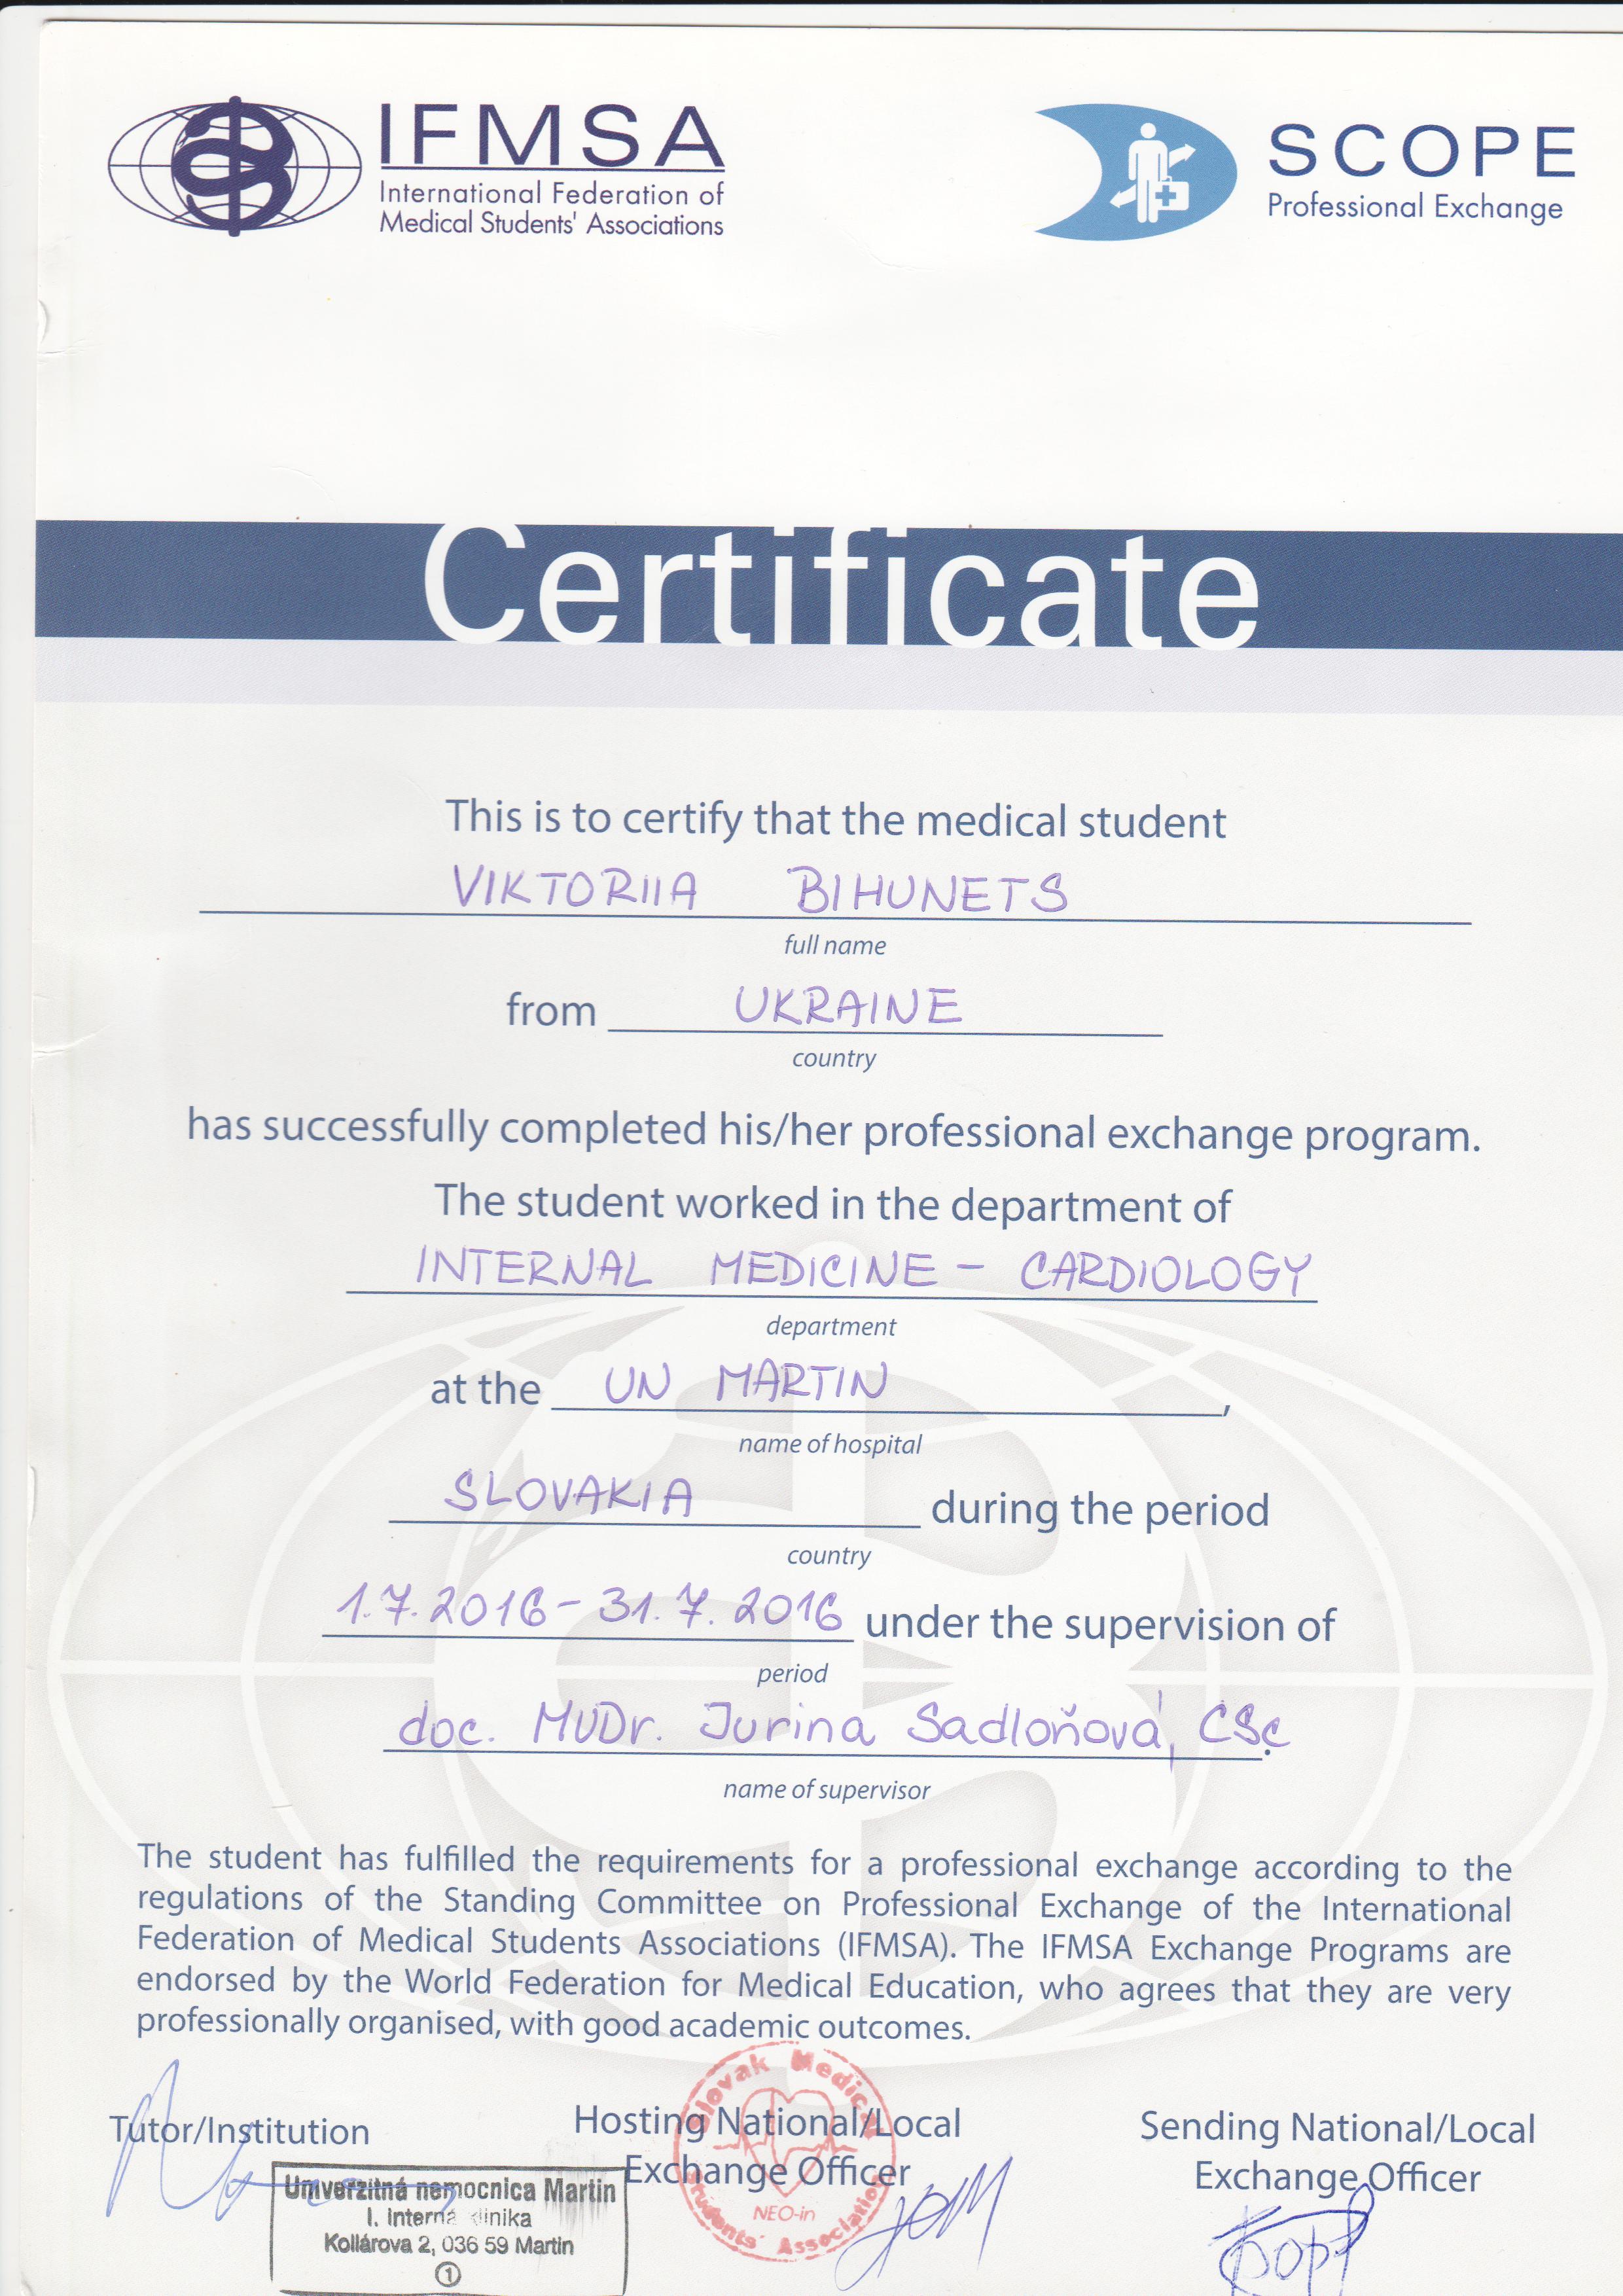 IFMSA
International Federation of
Medical Students' Associations
SCOPE
Professional Exchange
Certificate
This is to certify that the medical student
VIKTORIIA BIHUNETS
full name
from UKRAINE
country
has successfully completed his/her professional exchange program.
The student worked in the department of
INTERNAL MEDICINE - CARDIOLOGY
department
at the UN MARTIN,
name of hospital
SLOVAKIA during the period
country
1.7.2016 - 31.7.2016 under the supervision of
period
doc. MUDr. Jurina Sadloňová, CSc.
name of supervisor
The student has fulfilled the requirements for a professional exchange according to the
regulations of the Standing Committee on Professional Exchange of the International
Federation of Medical Students Associations (IFMSA). The IFMSA Exchange Programs are
endorsed by the World Federation for Medical Education, who agrees that they are very
professionally organised, with good academic outcomes.
Tutor/Institution
Univerzitná nemocnica Martin
I. Interná klinika
Kollárova 2, 036 59 Martin
1
Hosting National/Local
Exchange Officer
Slovak Medical
Students' Association
NEO-in
Sending National/Local
Exchange Officer